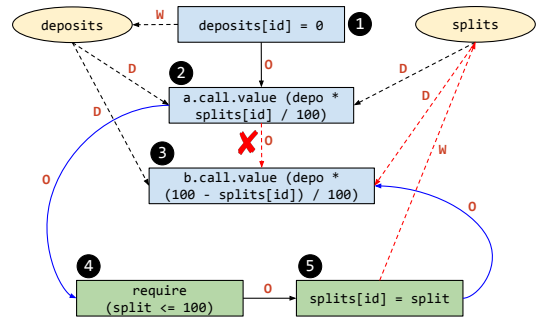 deposits
W
deposits[id] = 0
1
splits
O
D
D
2
a.call.value (depo *
splits[id] / 100)
D
D
O
3
b.call.value (depo *
(100 - splits[id]) / 100)
W
O
O
4
require
(split <= 100)
O
5
splits[id] = split